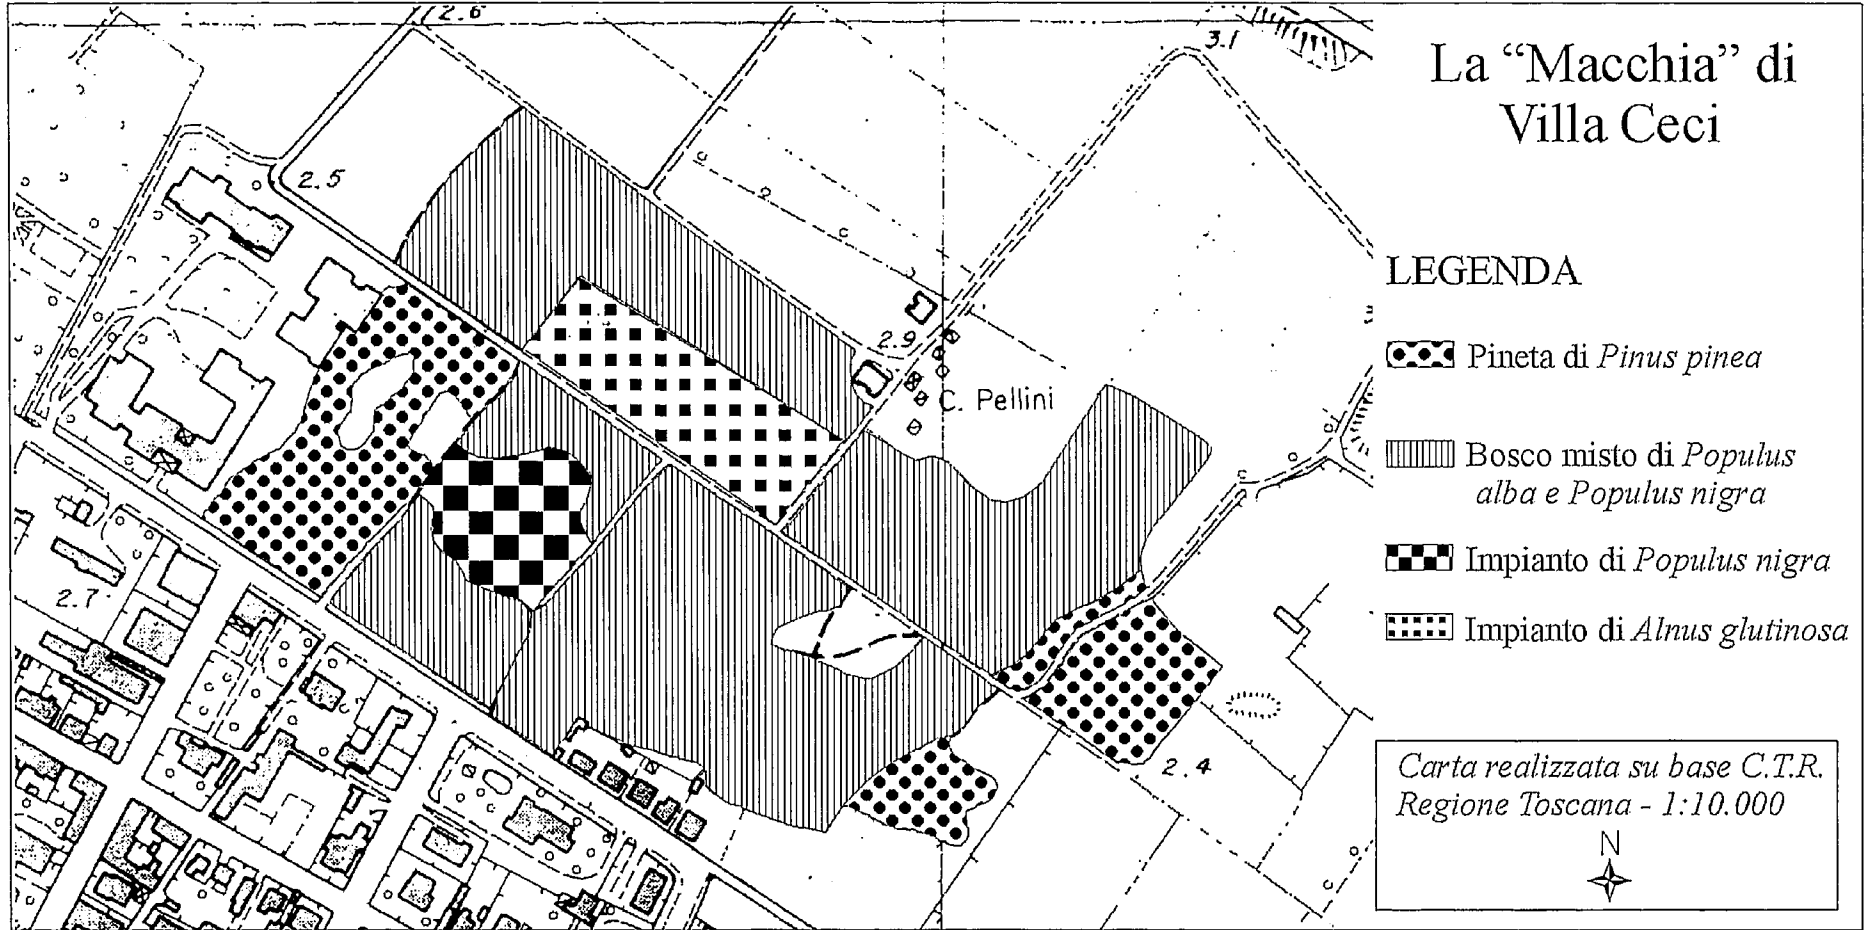 La “Macchia” di
Villa Ceci
LEGENDA
Pineta di Pinus pinea
Bosco misto di Populus
alba e Populus nigra
Impianto di Populus nigra
Impianto di Alnus glutinosa
Carta realizzata su base C.T.R.
Regione Toscana - 1:10.000
N
2.6
3.1
2.5
2.9
C. Pellini
2.7
2.4